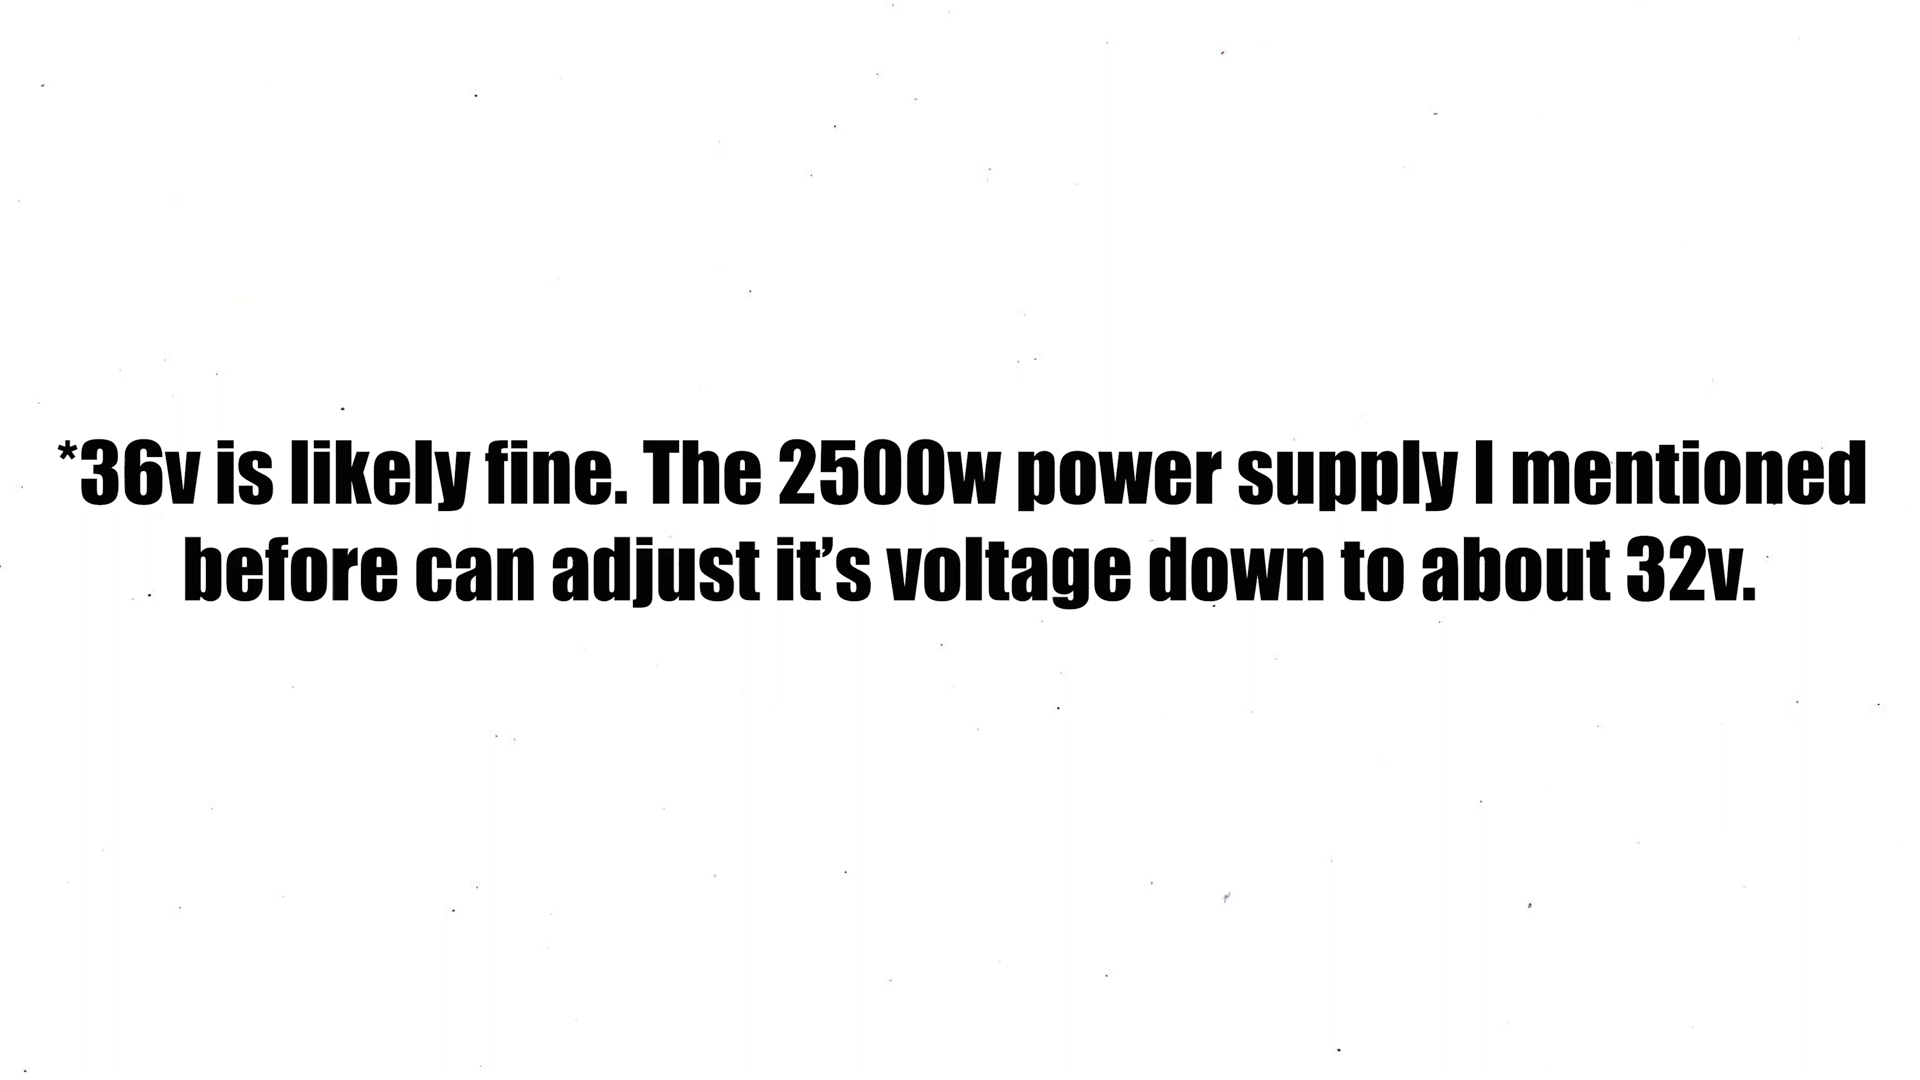 *36v is likely fine. The 2500w power supply I mentioned
before can adjust it’s voltage down to about 32v.